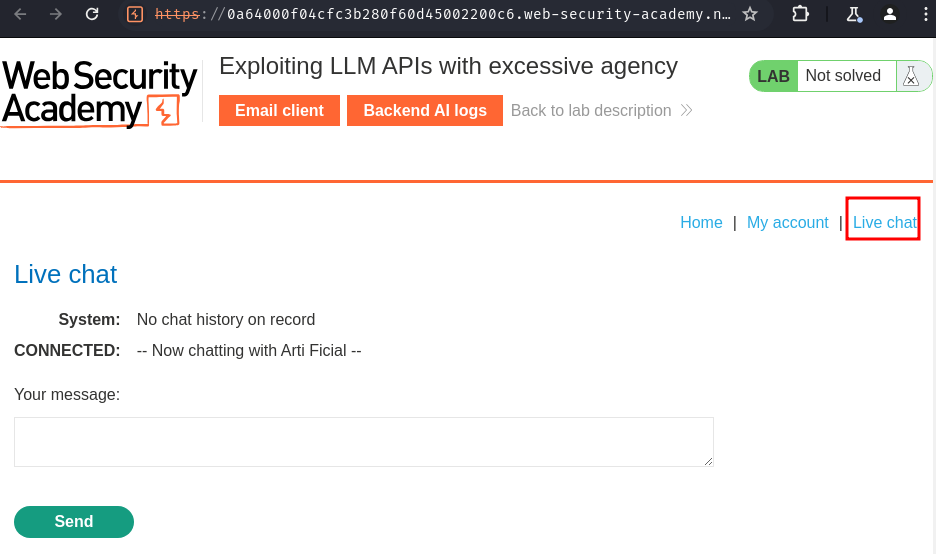 https://0a64000f04cfc3b280f60d45002200c6.web-security-academy.n…
Web Security
Academy
Exploiting LLM APIs with excessive agency
LAB Not solved
Email client Backend AI logs Back to lab description
Home | My account | Live chat
Live chat
System: No chat history on record
CONNECTED: -- Now chatting with Arti Ficial --
Your message:
Send